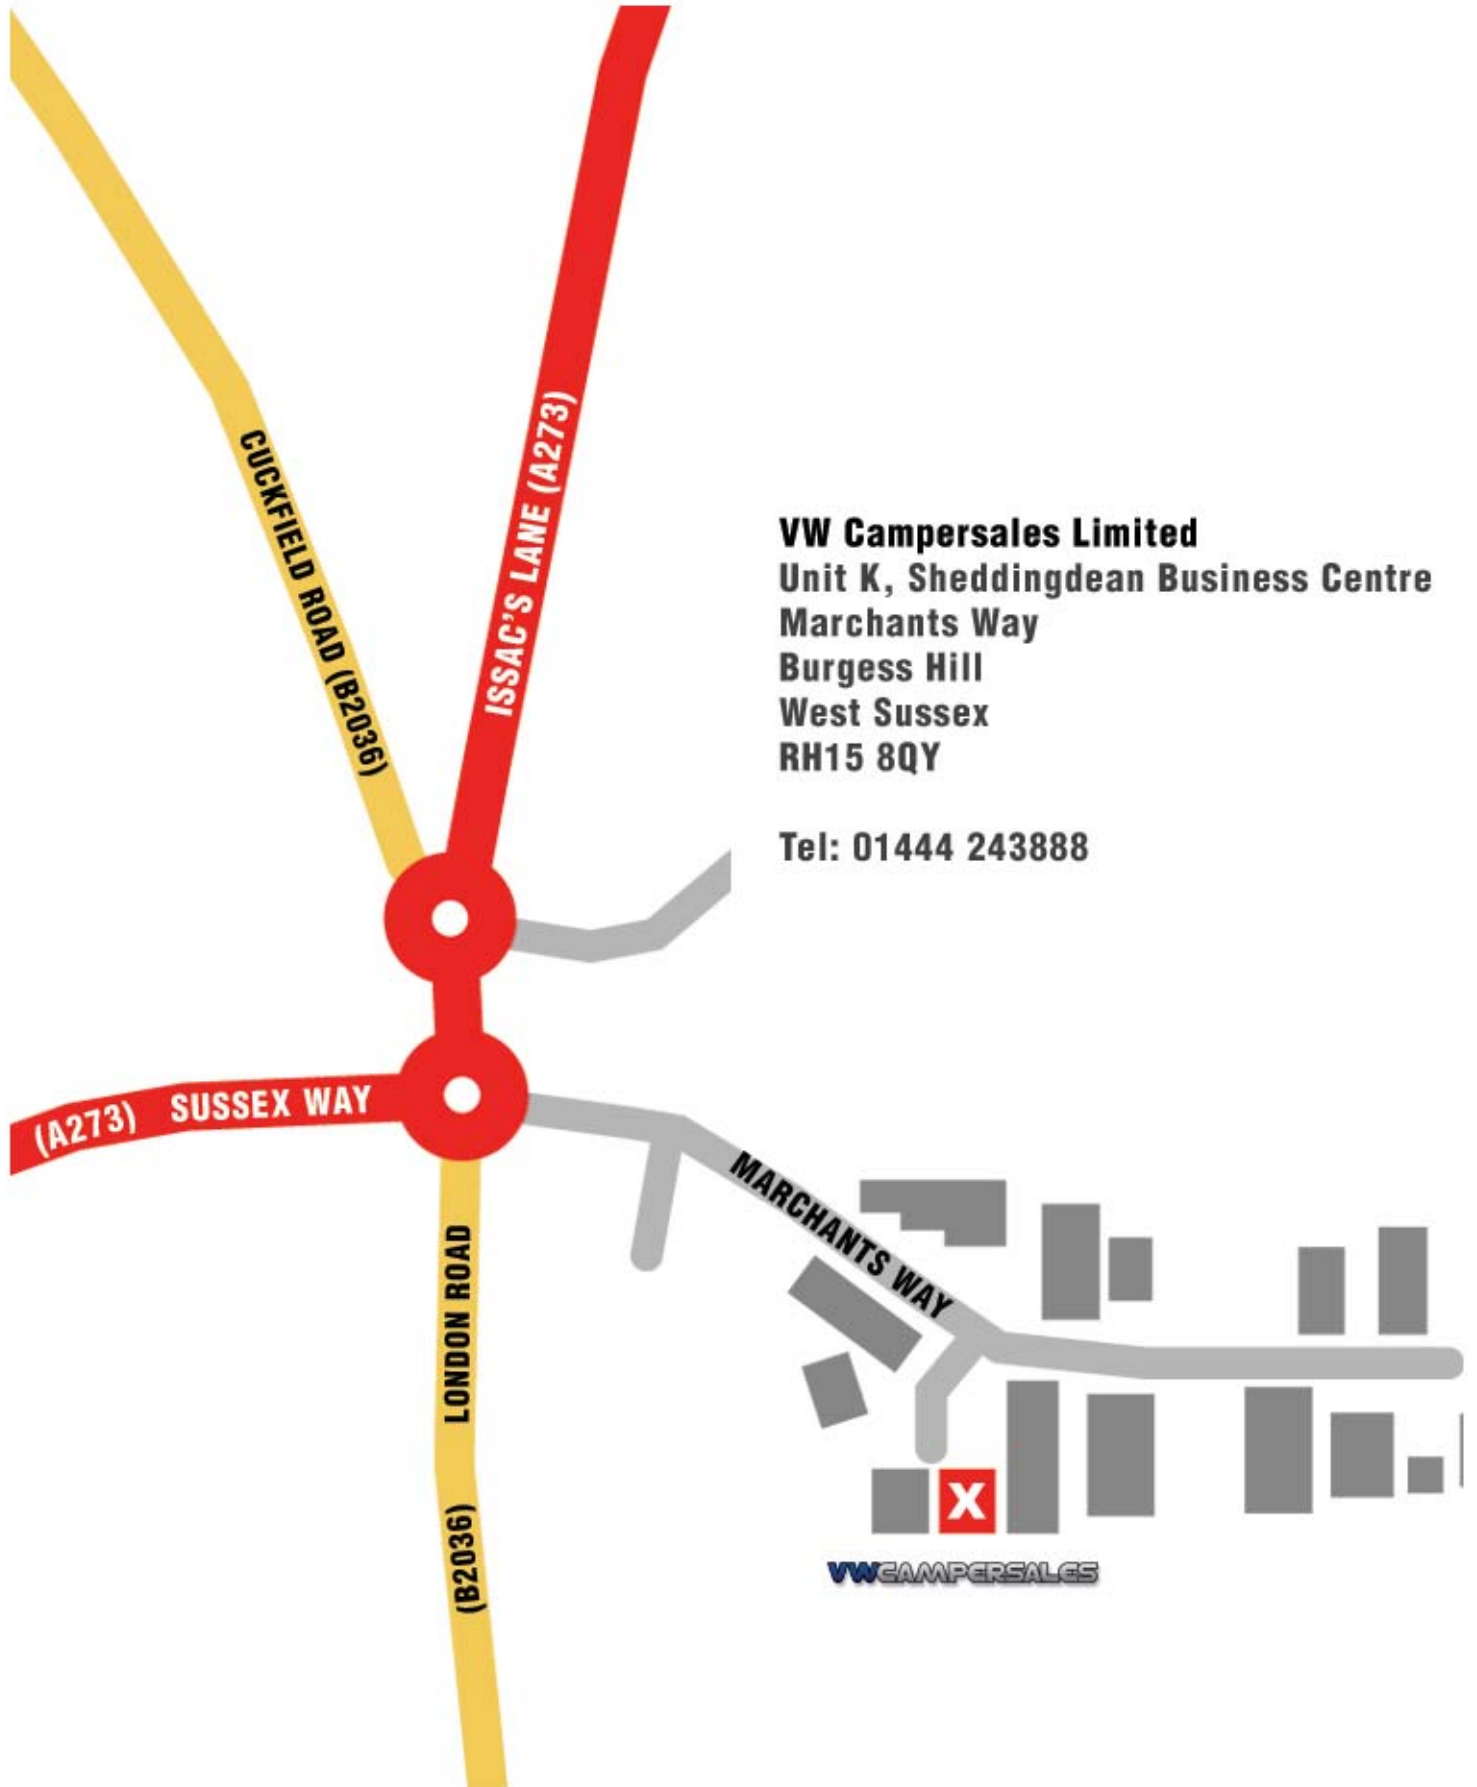 CUCKFIELD ROAD (B2036)
ISSAC'S LANE (A273)
VW Campersales Limited
Unit K, Sheddingdean Business Centre
Marchants Way
Burgess Hill
West Sussex
RH15 8QY
Tel: 01444 243888
(A273) SUSSEX WAY
MARCHANTS WAY
LONDON ROAD
(B2036)
X
VWCAMPERSALES